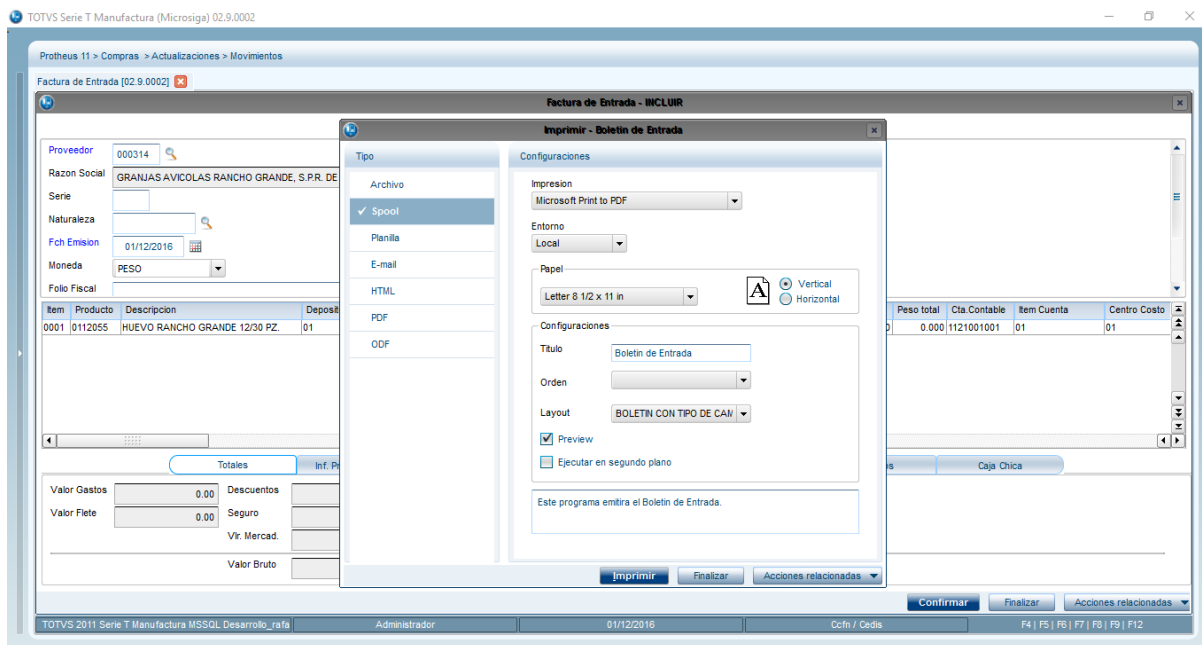 TOTVS Serie T Manufactura (Microsiga) 02.9.0002
Protheus 11 > Compras > Actualizaciones > Movimientos
Factura de Entrada [02.9.0002]
Factura de Entrada - INCLUIR
Proveedor 000314
Razon Social GRANJAS AVICOLAS RANCHO GRANDE, S.P.R. DE
Serie
Naturaleza
Fch Emision 01/12/2016
Moneda PESO
Folio Fiscal
Item Producto Descripcion Peso total Cta.Contable Item Cuenta Centro Costo
0001 0112055 HUEVO RANCHO GRANDE 12/30 PZ. 01 0.000 1121001001 01 01
Totales Caja Chica
Valor Gastos 0.00 Descuentos
Valor Flete 0.00 Seguro
Vlr. Mercad.
Valor Bruto
Imprimir - Boletin de Entrada
Tipo
Archivo
Spool
Planilla
E-mail
HTML
PDF
ODF
Configuraciones
Impresion
Microsoft Print to PDF
Entorno
Local
Papel
Letter 8 1/2 x 11 in
A
Vertical
Horizontal
Configuraciones
Titulo Boletin de Entrada
Orden
Layout BOLETIN CON TIPO DE CAM
Preview
Ejecutar en segundo plano
Este programa emitira el Boletin de Entrada.
Imprimir Finalizar Acciones relacionadas
Confirmar Finalizar Acciones relacionadas
TOTVS 2011 Serie T Manufactura MSSQL Desarrollo_rafa Administrador 01/12/2016 Ccfn / Cedis F4 | F5 | F6 | F7 | F8 | F9 | F12